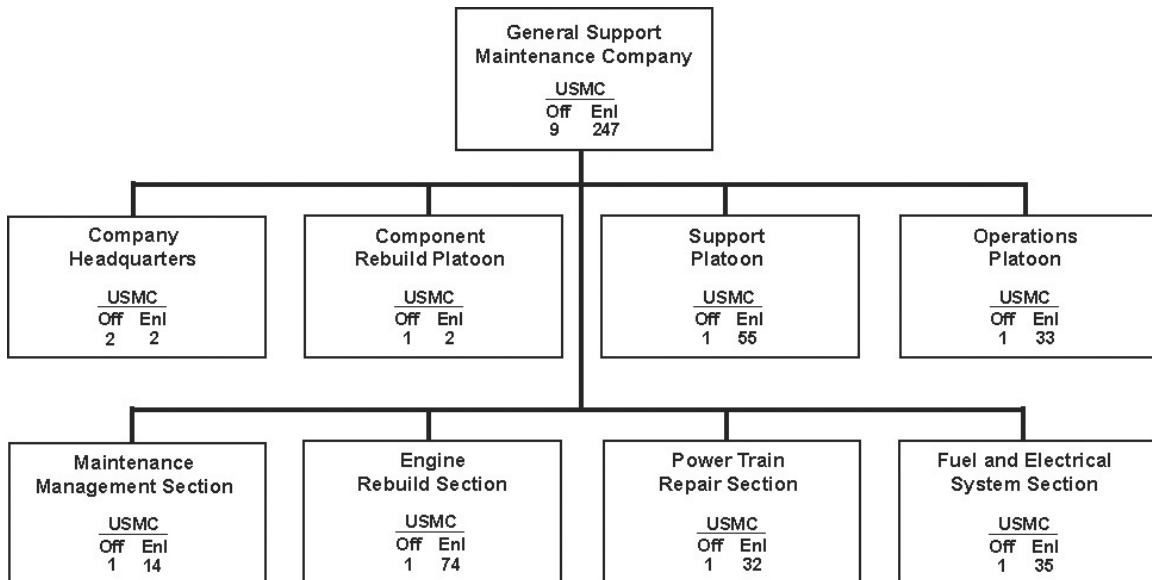 General Support
Maintenance Company
USMC
Off Enl
9 247
Company
Headquarters
USMC
Off Enl
2 2
Component
Rebuild Platoon
USMC
Off Enl
1 2
Support
Platoon
USMC
Off Enl
1 55
Operations
Platoon
USMC
Off Enl
1 33
Maintenance
Management Section
USMC
Off Enl
1 14
Engine
Rebuild Section
USMC
Off Enl
1 74
Power Train
Repair Section
USMC
Off Enl
1 32
Fuel and Electrical
System Section
USMC
Off Enl
1 35